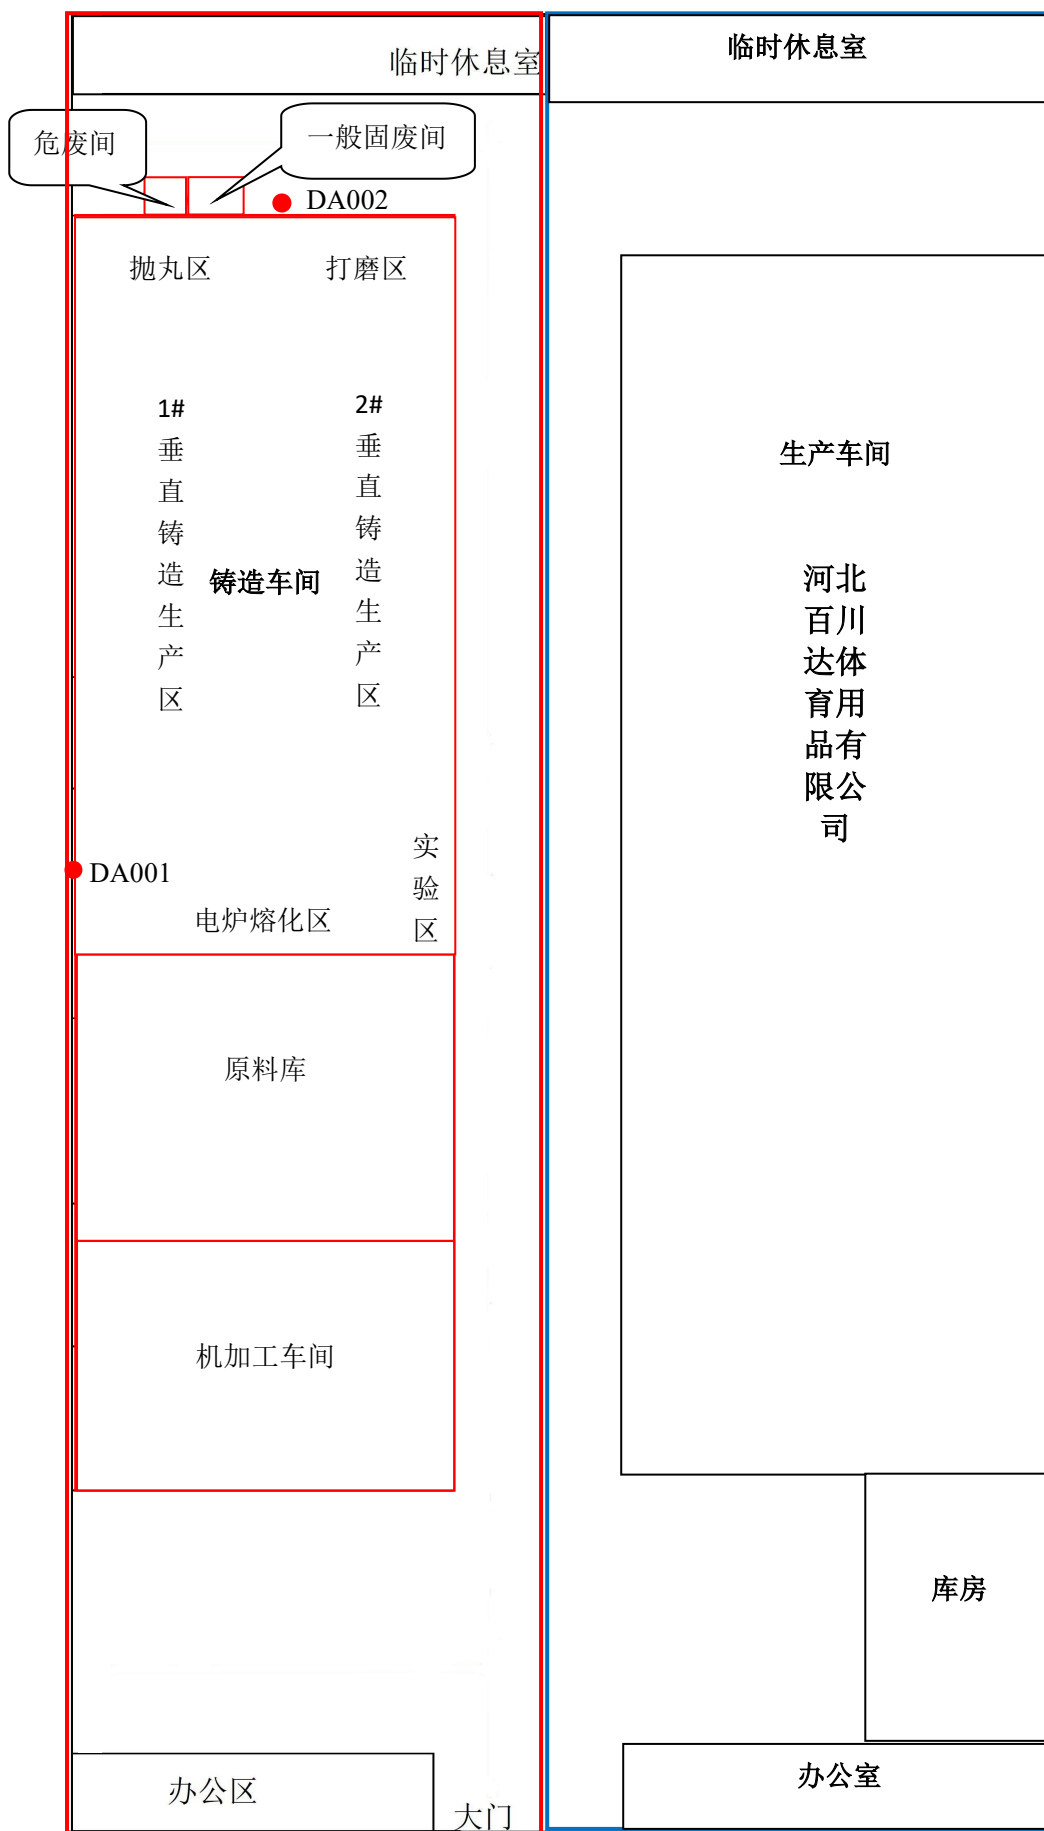 临时休息室
临时休息室
危废间
一般固废间
DA002
抛丸区
打磨区
1#
垂
直
铸
造
生
产
区
2#
垂
直
铸
造
生
产
区
铸造车间
生产车间
河北
百川
达体
育用
品有
限公
司
实
验
区
DA001
电炉熔化区
原料库
机加工车间
库房
办公区
大门
办公室